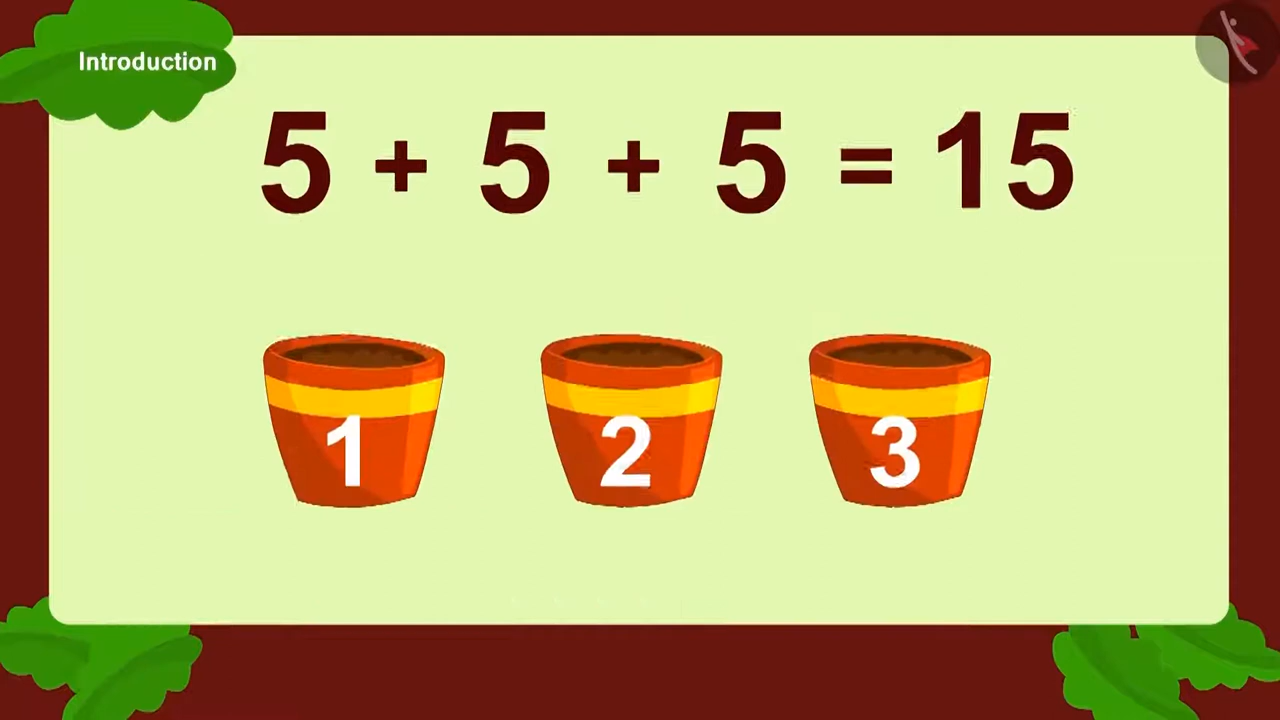 Introduction
5 + 5 + 5 = 15
1 2 3